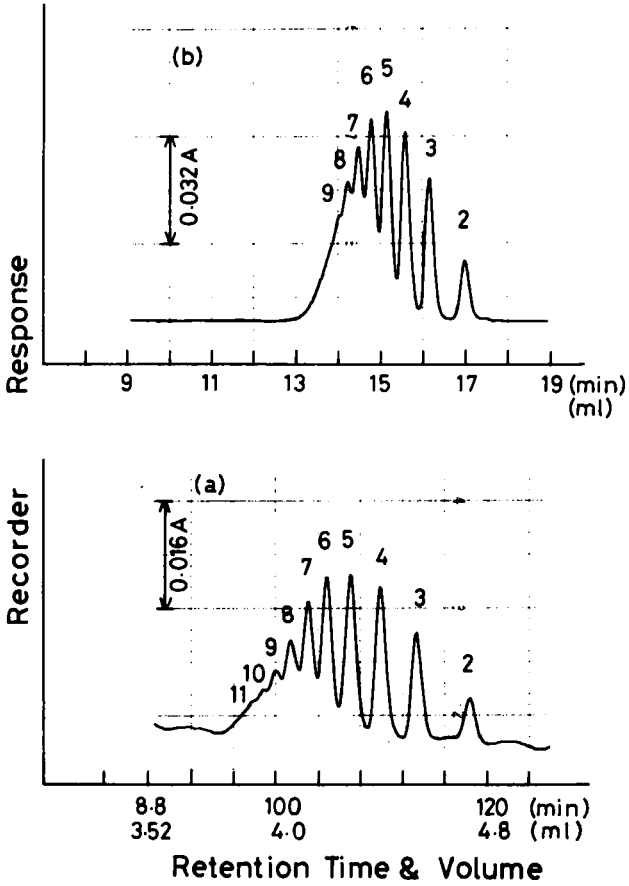 (b)
6 5
4
7
8
3
9
2
0·032 A
Response
9 11 13 15 17 19 (min)
(ml)
(a)
6 5
4
7
3
8
9
2
10
11
0·016 A
Recorder
8·8 100 120 (min)
3·52 4·0 4·8 (ml)
Retention Time & Volume